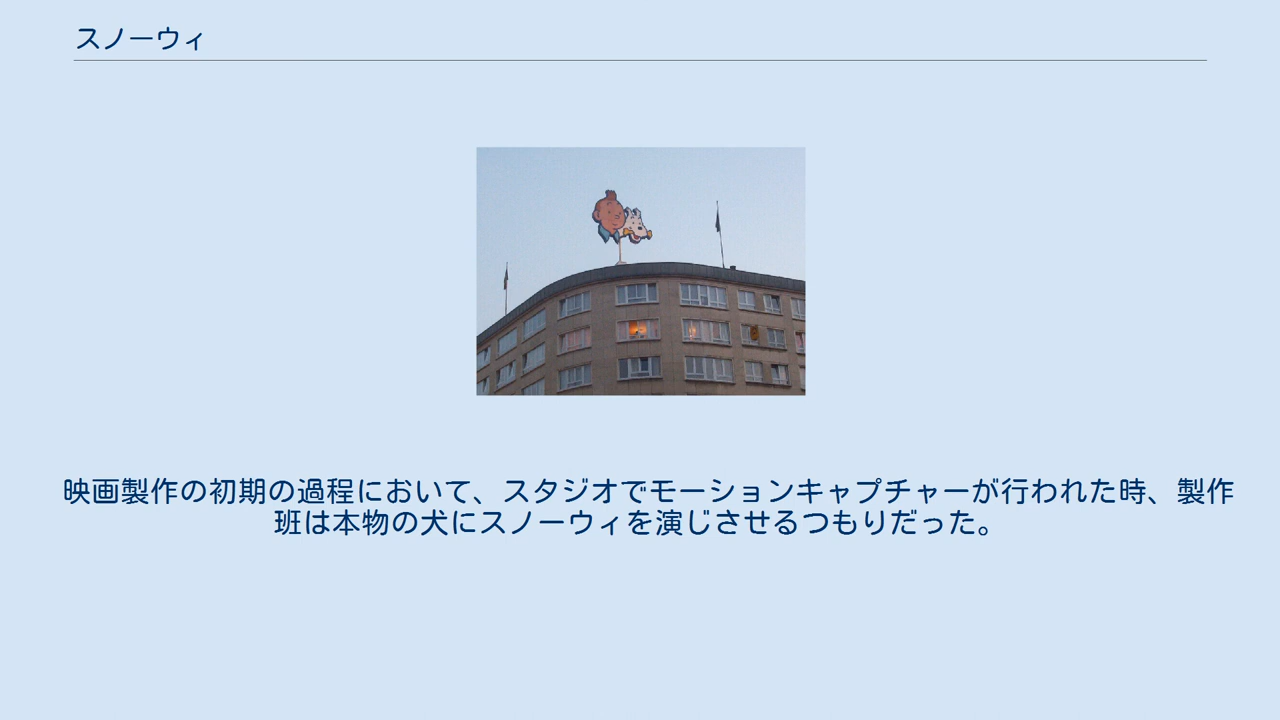 スノーウィ
映画製作の初期の過程において、スタジオでモーションキャプチャーが行われた時、製作
班は本物の犬にスノーウィを演じさせるつもりだった。